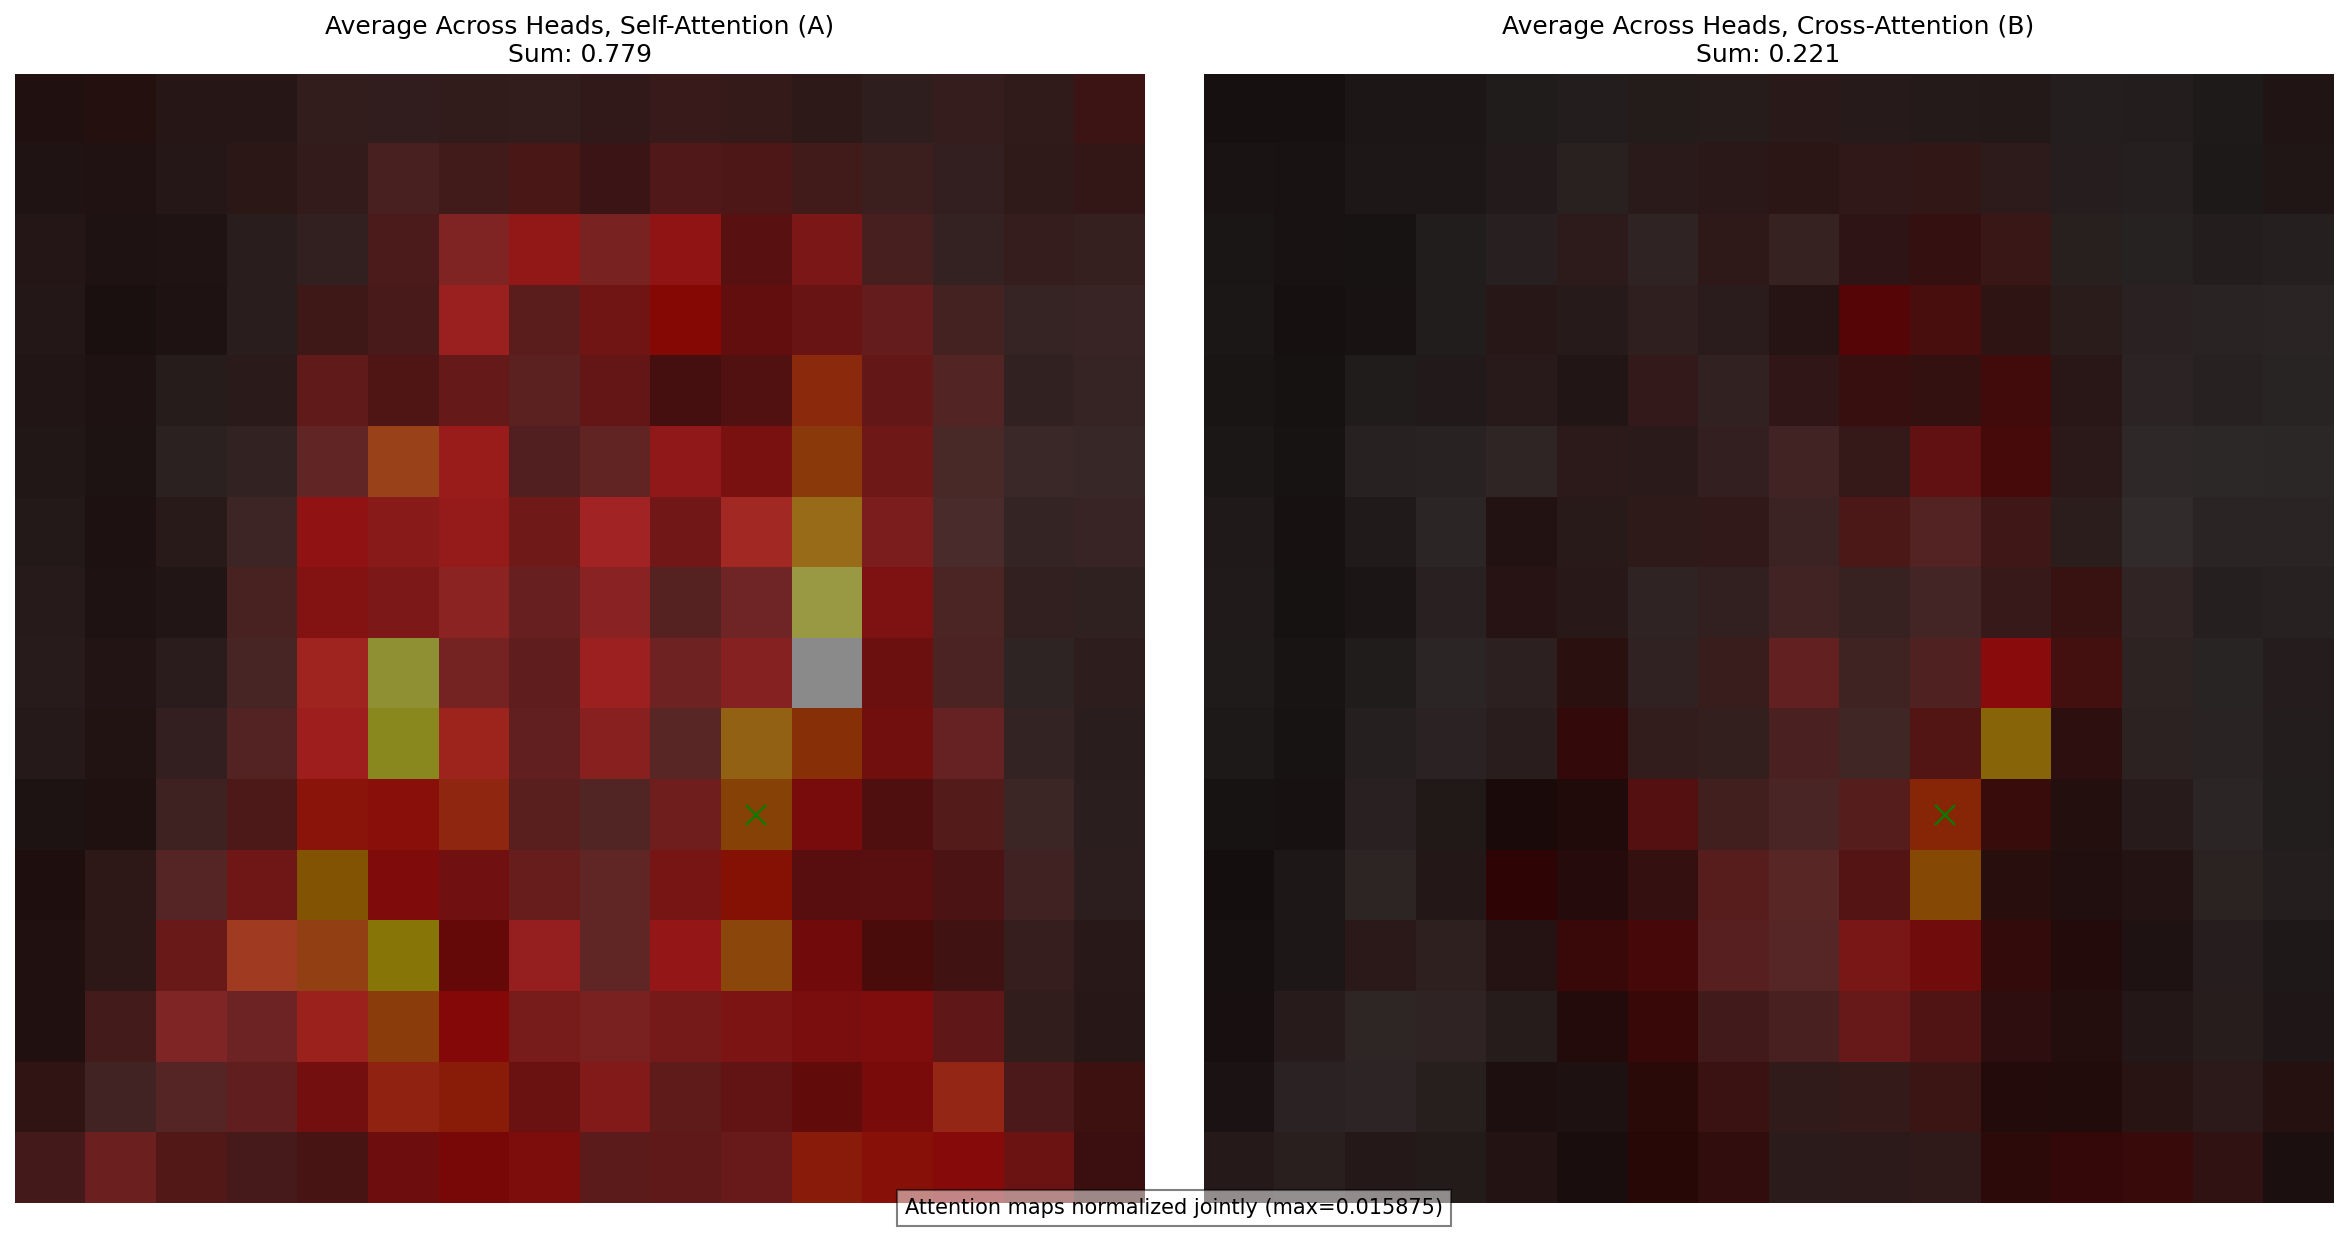 Average Across Heads, Self-Attention (A)
Sum: 0.779
Average Across Heads, Cross-Attention (B)
Sum: 0.221
Attention maps normalized jointly (max=0.015875)